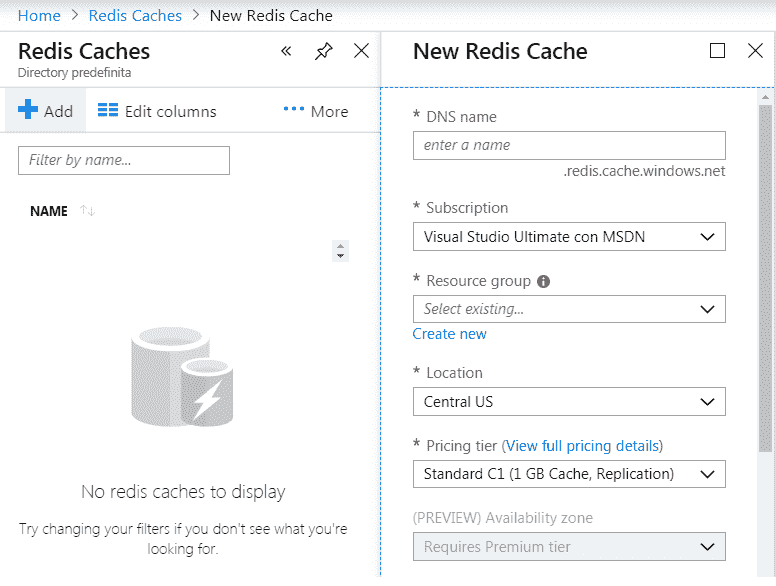 Home > Redis Caches > New Redis Cache
Redis Caches
Directory predefinita
Add
Edit columns
More
Filter by name...
NAME
No redis caches to display
Try changing your filters if you don't see what you're
looking for.
New Redis Cache
* DNS name
enter a name
.redis.cache.windows.net
* Subscription
Visual Studio Ultimate con MSDN
* Resource group
Select existing...
Create new
* Location
Central US
* Pricing tier (View full pricing details)
Standard C1 (1 GB Cache, Replication)
(PREVIEW) Availability zone
Requires Premium tier